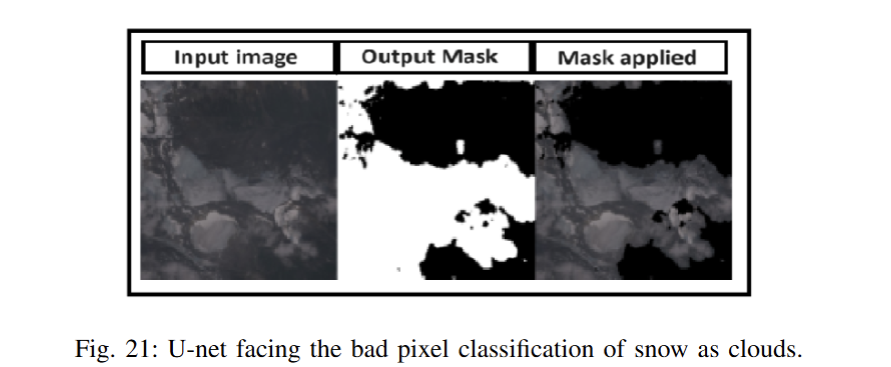 Input image
Output Mask
Mask applied
Fig. 21: U-net facing the bad pixel classification of snow as clouds.